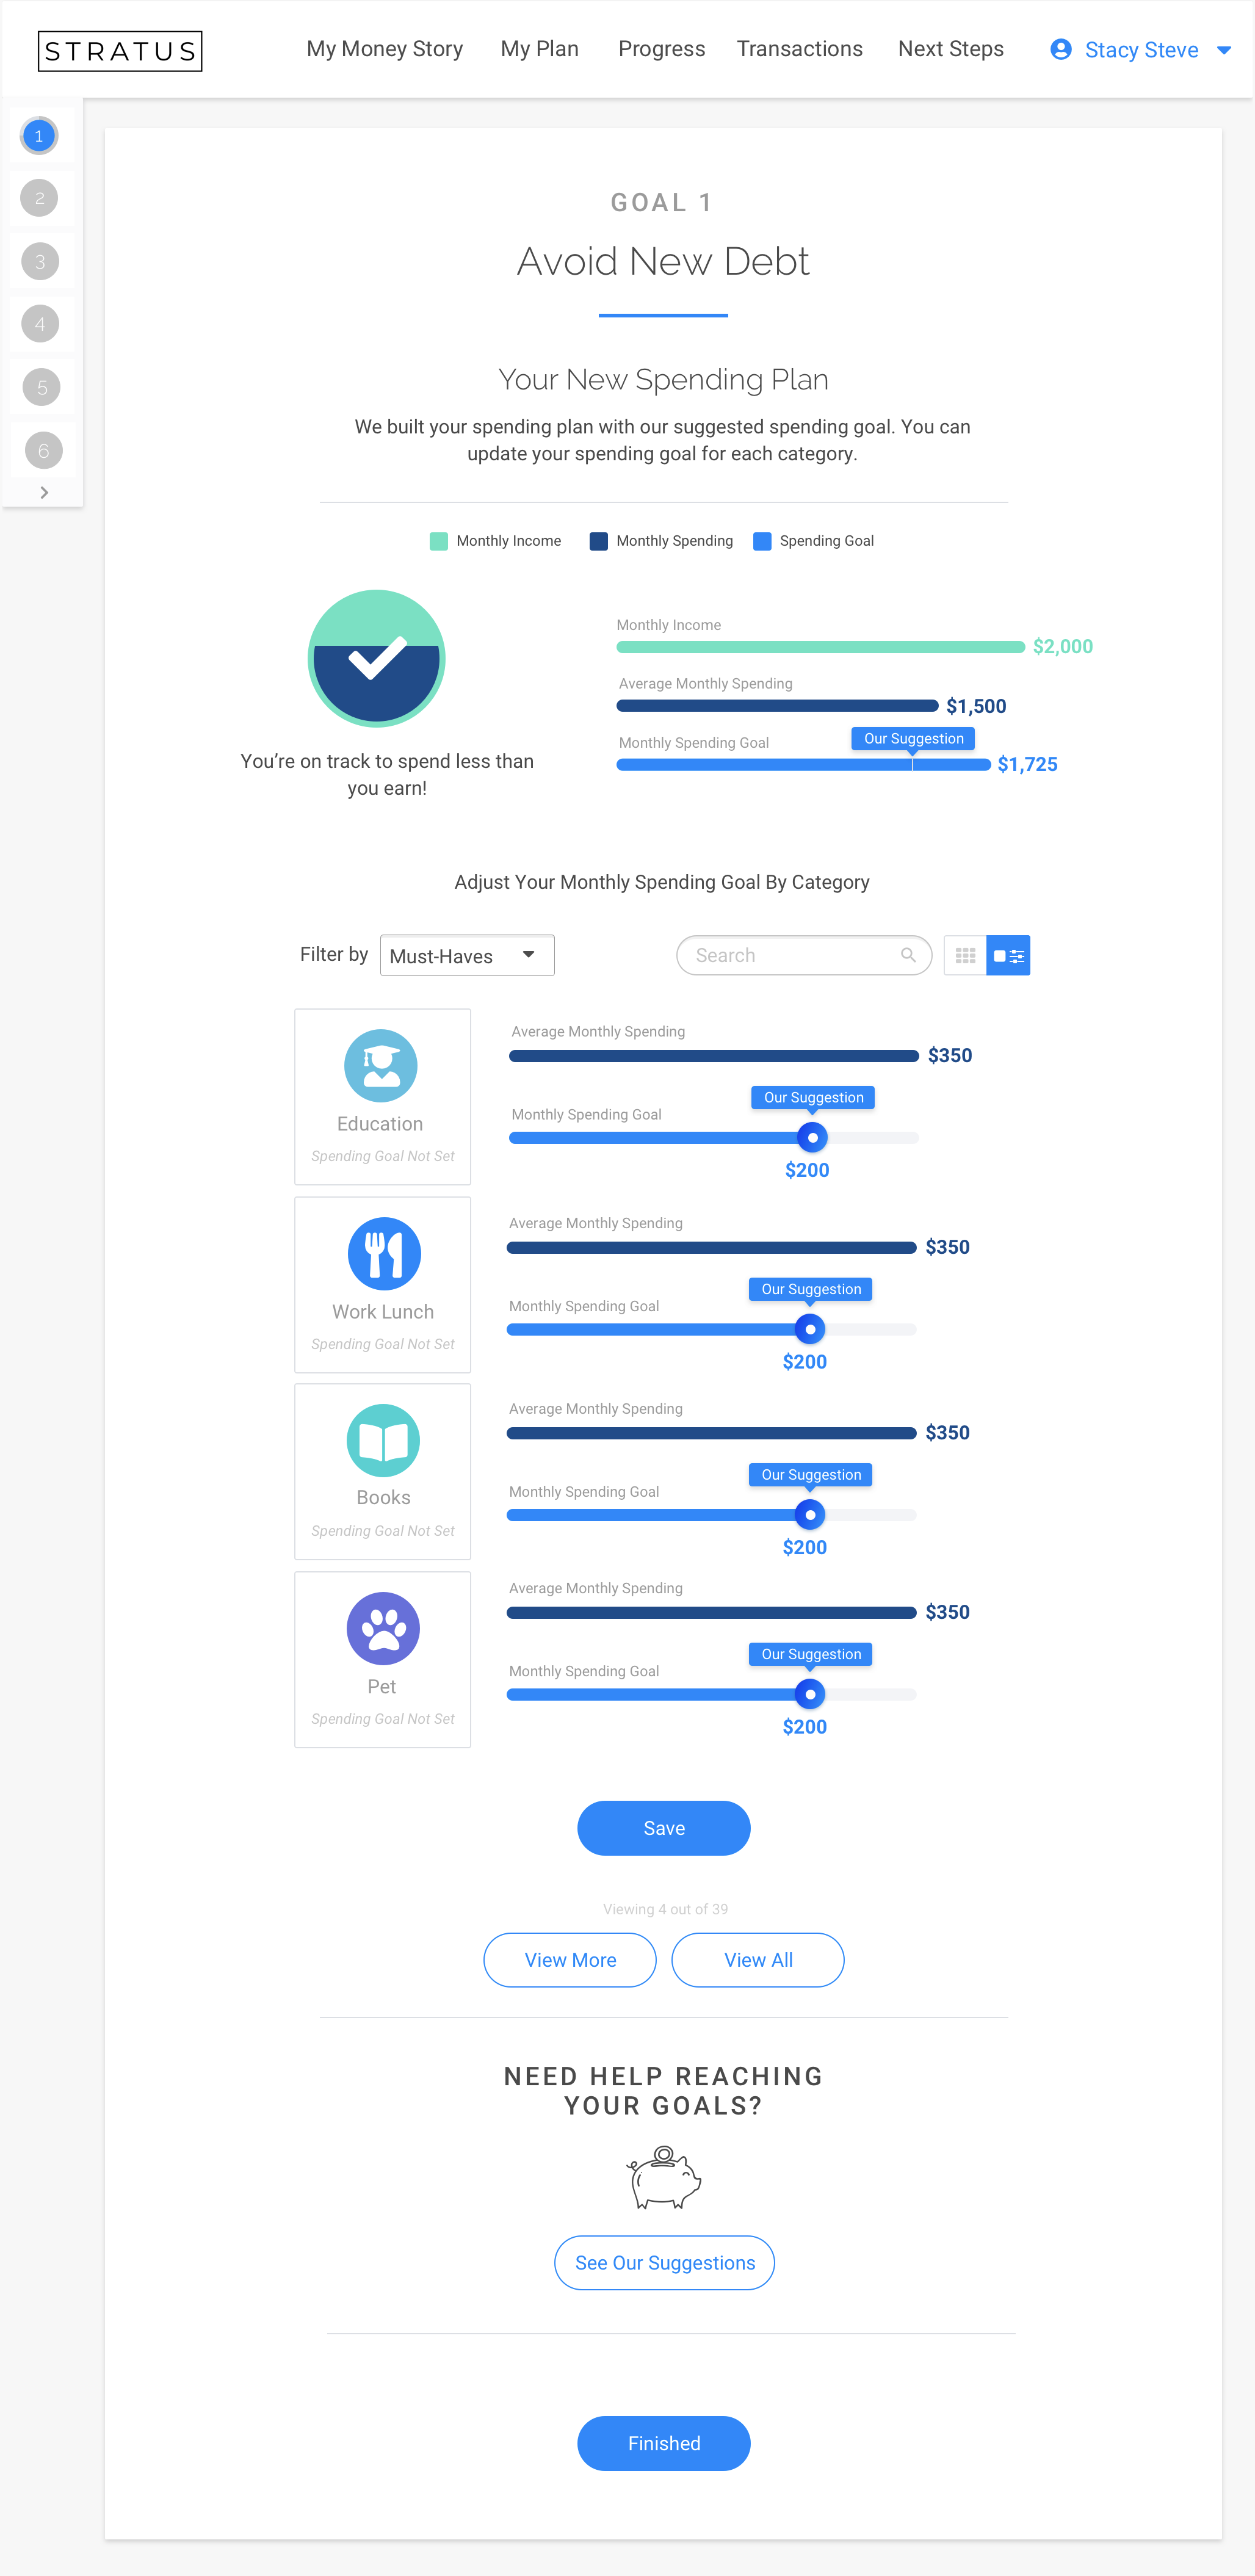 STRATUS
My Money Story
My Plan
Progress
Transactions
Next Steps
Stacy Steve
1
2
3
4
5
6
GOAL 1
Avoid New Debt
Your New Spending Plan
We built your spending plan with our suggested spending goal. You can
update your spending goal for each category.
Monthly Income
Monthly Spending
Spending Goal
You’re on track to spend less than
you earn!
Monthly Income
$2,000
Average Monthly Spending
$1,500
Monthly Spending Goal
Our Suggestion
$1,725
Adjust Your Monthly Spending Goal By Category
Filter by
Must-Haves
Search
Education
Spending Goal Not Set
Average Monthly Spending
$350
Our Suggestion
Monthly Spending Goal
$200
Work Lunch
Spending Goal Not Set
Average Monthly Spending
$350
Our Suggestion
Monthly Spending Goal
$200
Books
Spending Goal Not Set
Average Monthly Spending
$350
Our Suggestion
Monthly Spending Goal
$200
Pet
Spending Goal Not Set
Average Monthly Spending
$350
Our Suggestion
Monthly Spending Goal
$200
Save
Viewing 4 out of 39
View More
View All
NEED HELP REACHING
YOUR GOALS?
See Our Suggestions
Finished